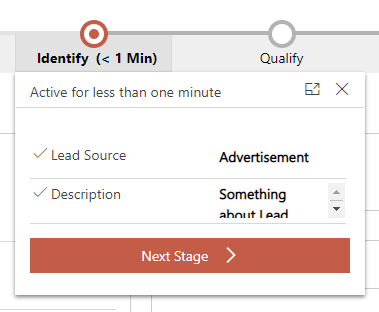 Identify (< 1 Min)
Qualify
Active for less than one minute
Lead Source
Advertisement
Description
Something
about Lead
Next Stage